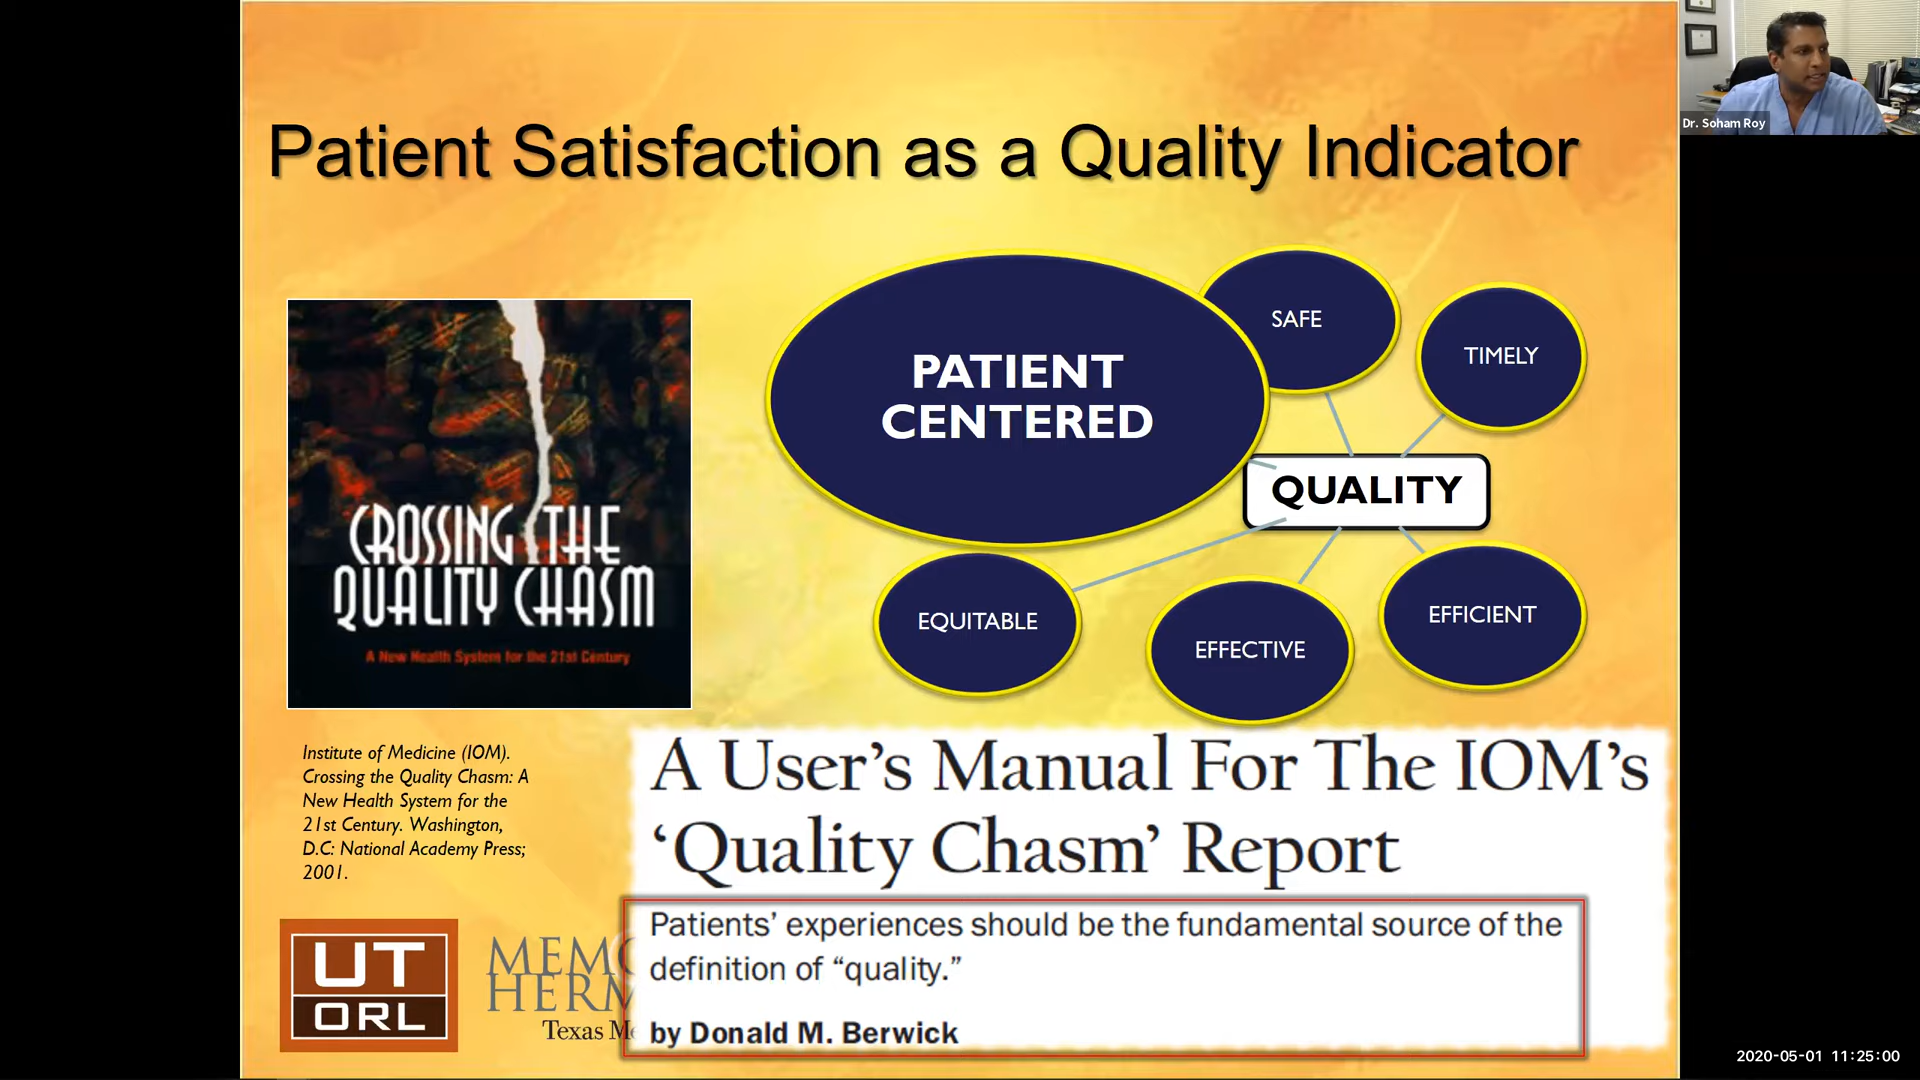 Patient Satisfaction as a Quality Indicator
Dr. Soham Roy
PATIENT
CENTERED
SAFE
TIMELY
QUALITY
EQUITABLE
EFFECTIVE
EFFICIENT
CROSSING THE
QUALITY CHASM
A New Health System for the 21st Century
Institute of Medicine (IOM).
Crossing the Quality Chasm: A
New Health System for the
21st Century. Washington,
D.C: National Academy Press;
2001.
A User’s Manual For The IOM’s
‘Quality Chasm’ Report
Patients’ experiences should be the fundamental source of the
definition of “quality.”
by Donald M. Berwick
UT
ORL
Texas
2020-05-01 11:25:00